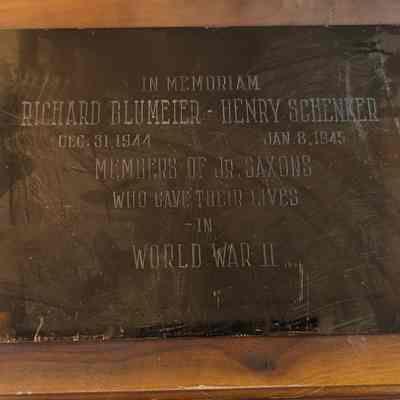 IN MEMORIAM
RICHARD BLUMEIER - HENRY SCHENKER
DEC. 31, 1944 JAN. 8, 1945
MEMBERS OF JR. SAXONS
WHO GAVE THEIR LIVES
- IN
WORLD WAR II